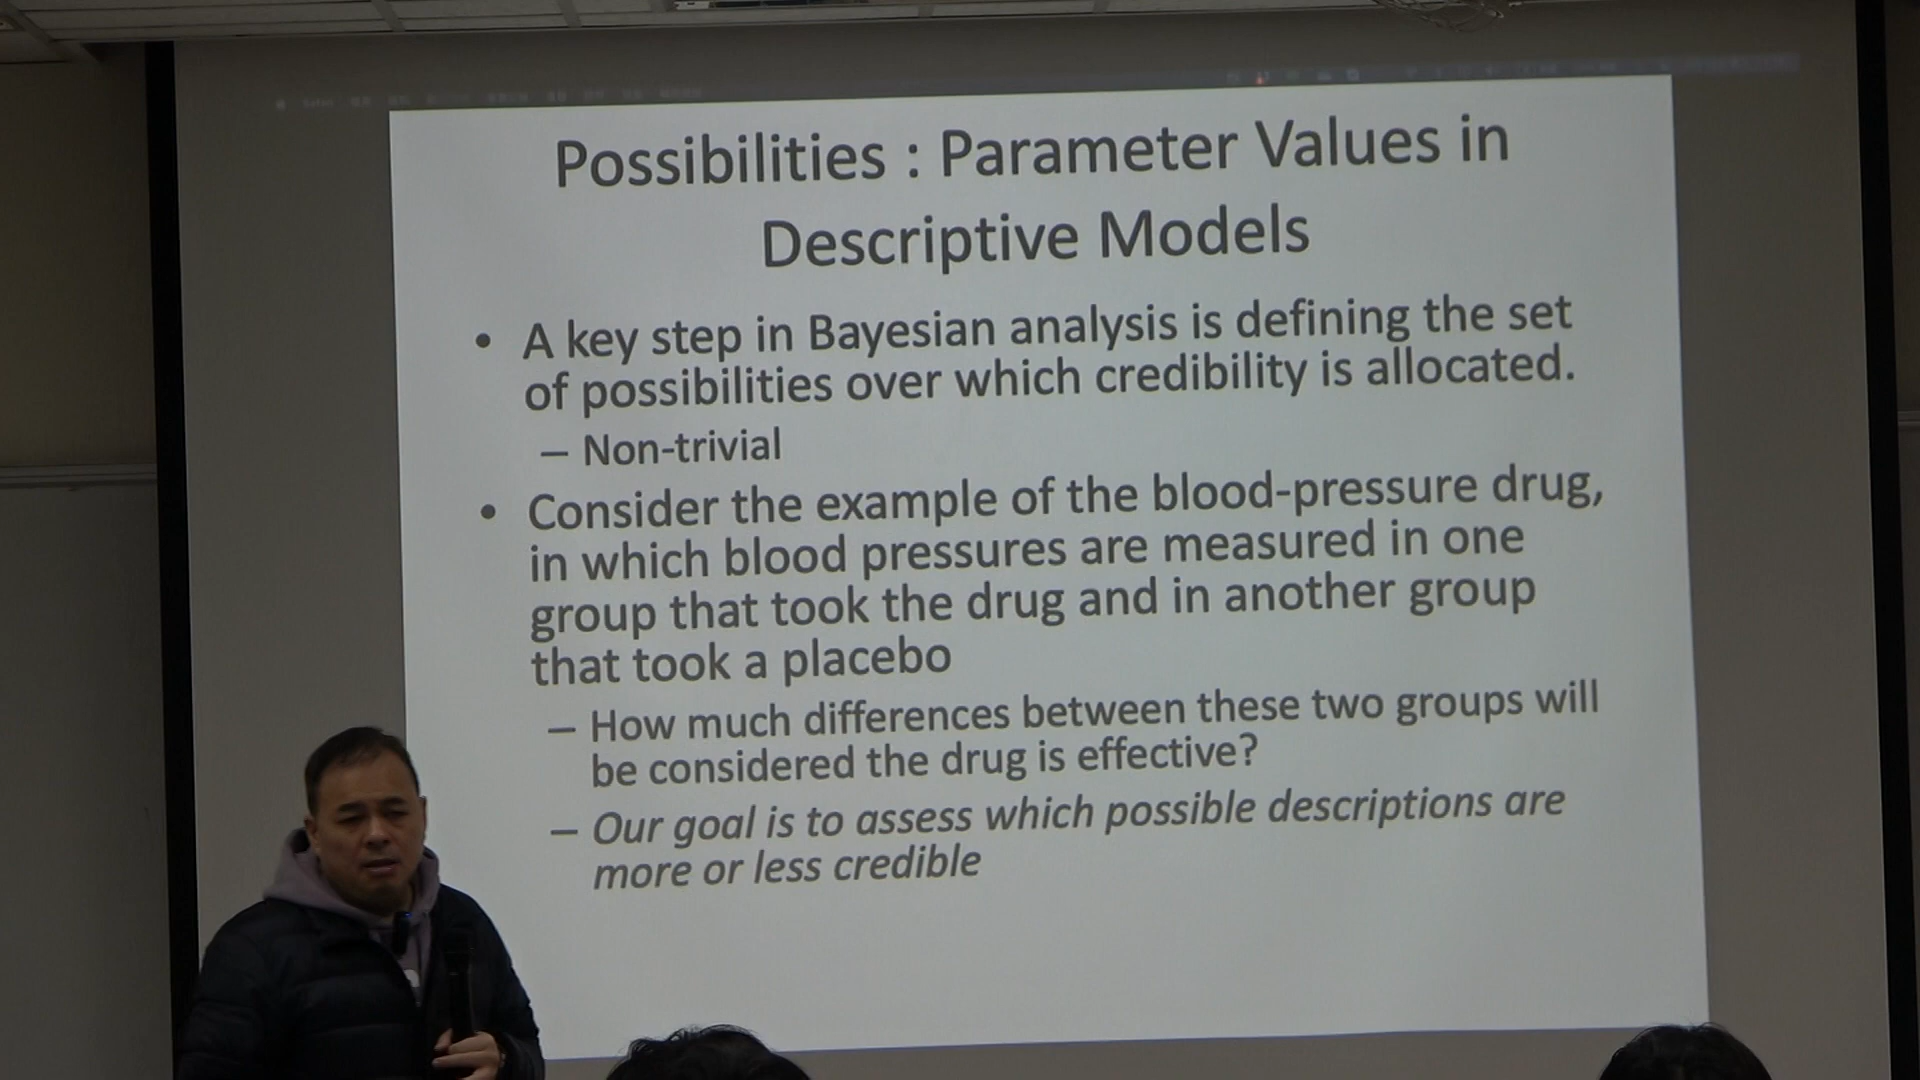 Possibilities : Parameter Values in
Descriptive Models
• A key step in Bayesian analysis is defining the set
of possibilities over which credibility is allocated.
– Non-trivial
• Consider the example of the blood-pressure drug,
in which blood pressures are measured in one
group that took the drug and in another group
that took a placebo
– How much differences between these two groups will
be considered the drug is effective?
– Our goal is to assess which possible descriptions are
more or less credible